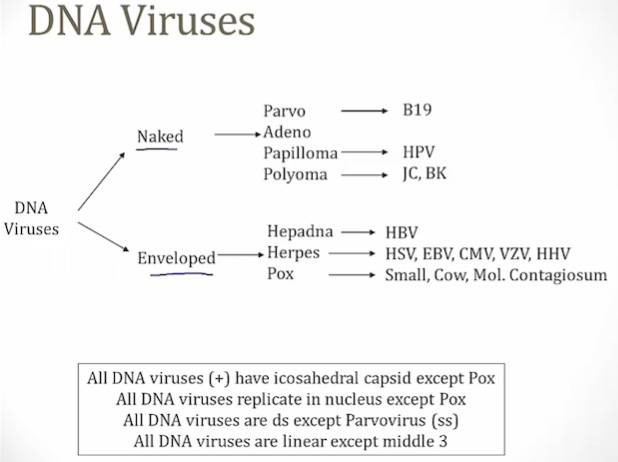 DNA Viruses
Parvo B19
Naked Adeno
Papilloma HPV
Polyoma JC, BK
DNA
Viruses
Hepadna HBV
Enveloped Herpes HSV, EBV, CMV, VZV, HHV
Pox Small, Cow, Mol. Contagiosum
All DNA viruses (+) have icosahedral capsid except Pox
All DNA viruses replicate in nucleus except Pox
All DNA viruses are ds except Parvovirus (ss)
All DNA viruses are linear except middle 3